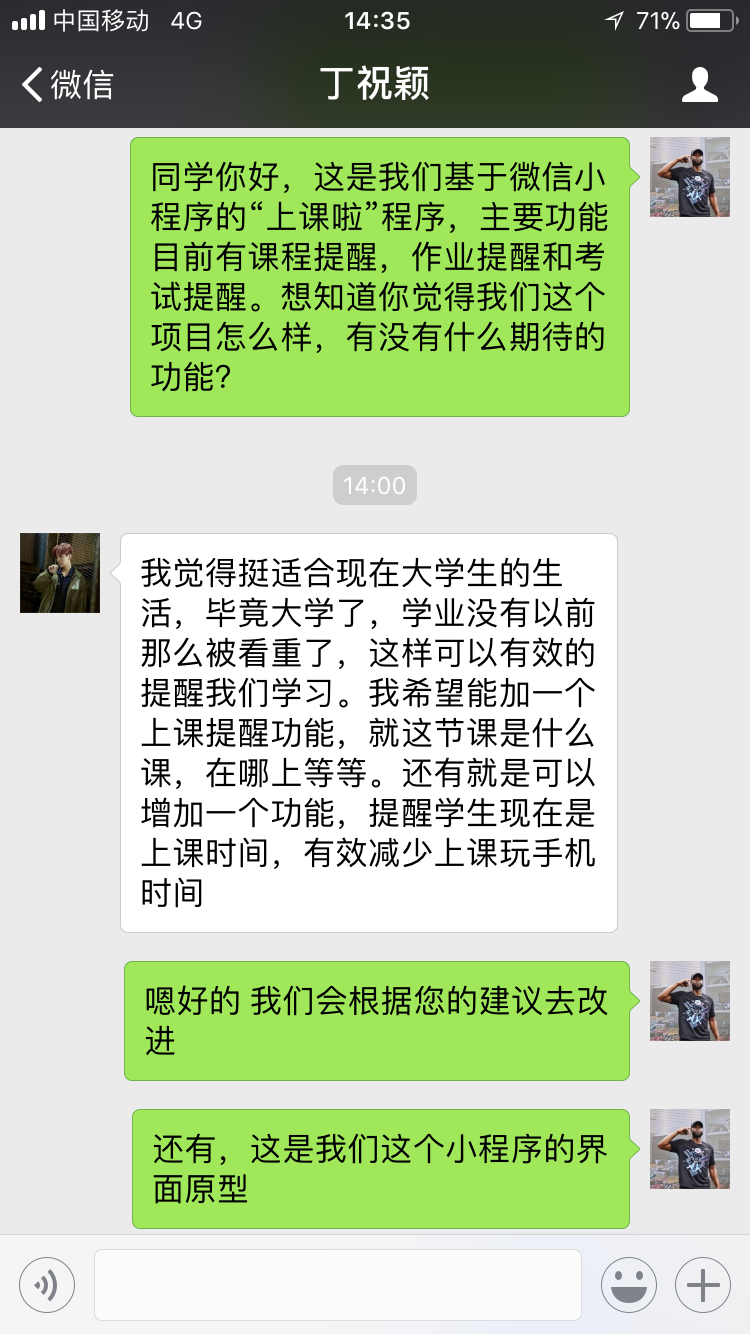 中国移动 4G 14:35 71%
微信 丁祝颖
同学你好，这是我们基于微信小
程序的“上课啦”程序，主要功能
目前有课程提醒，作业提醒和考
试提醒。想知道你觉得我们这个
项目怎么样，有没有什么期待的
功能?
14:00
我觉得挺适合现在大学生的生
活，毕竟大学了，学业没有以前
那么被看重了，这样可以有效的
提醒我们学习。我希望能加一个
上课提醒功能，就这节课是什么
课，在哪上等等。还有就是可以
增加一个功能，提醒学生现在是
上课时间，有效减少上课玩手机
时间
嗯好的 我们会根据您的建议去改
进
还有，这是我们这个小程序的界
面原型